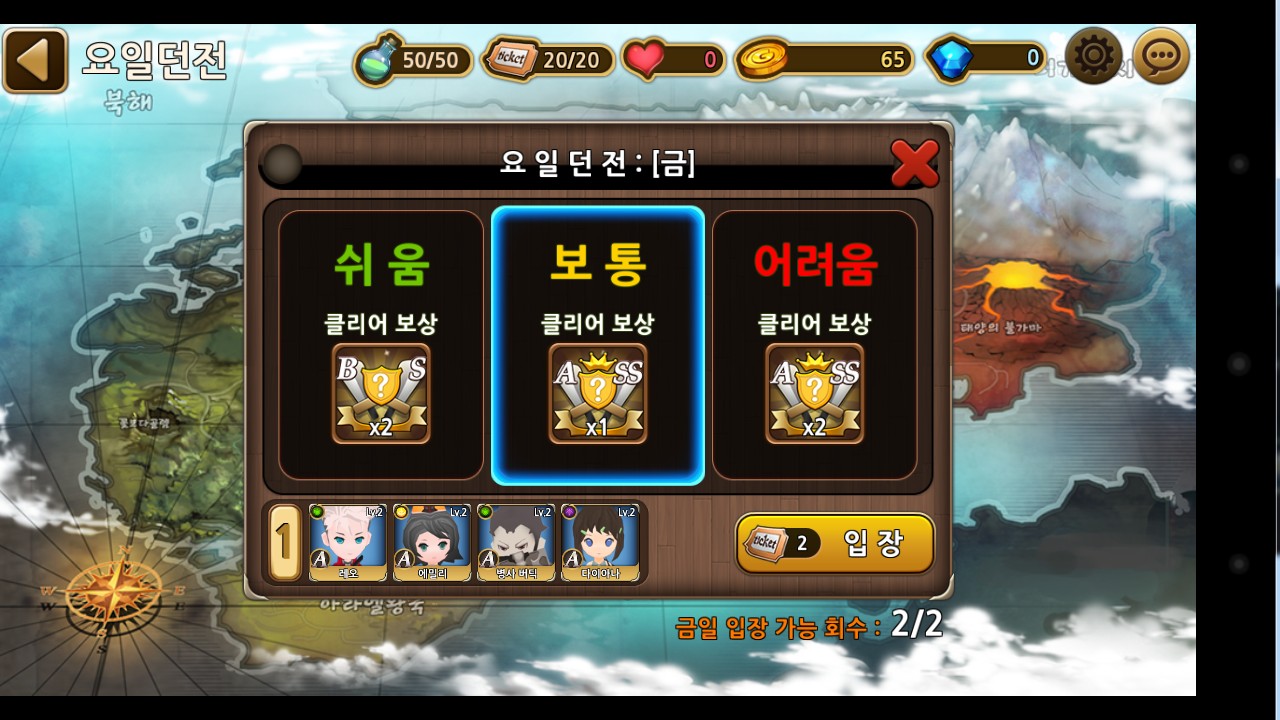 요일던전
50/50
ticket
20/20
0
65
0
북해
요일던전 : [금]
쉬움
보통
어려움
클리어 보상
클리어 보상
클리어 보상
B ? S
x2
A ? SS
x1
A ? SS
x2
태양의 불가마
1
Lv.2
A
레오
Lv.2
A
에밀리
Lv.2
A
병사 버딕
Lv.2
A
타이아나
ticket
2
입장
N
W
E
S
W
E
S
금일 입장 가능 회수 : 2/2